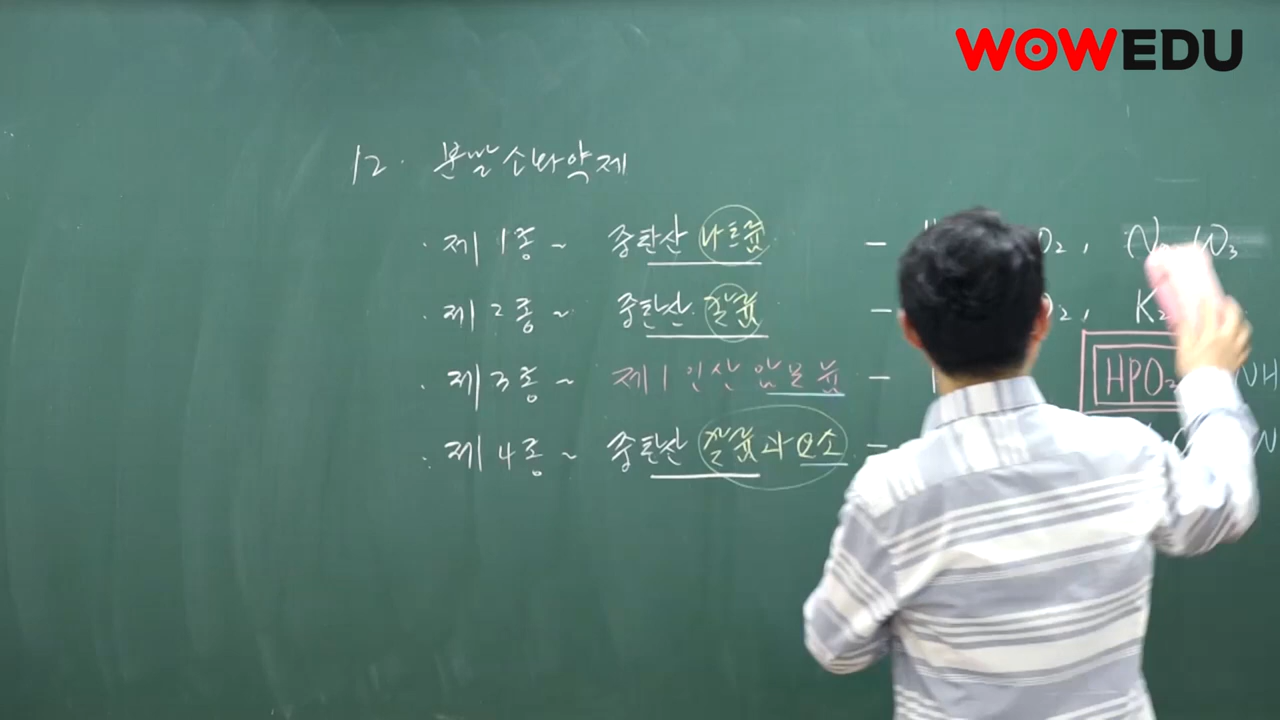 WOWEDU
12. 분말소화약제
· 제1종 ~ 중탄산 나트륨 - O₂, Na
· 제2종 ~ 중탄산 칼륨 - O₂, K₂
· 제3종 ~ 제1인산 암모늄 - HPO₃ NH
· 제4종 ~ 중탄산 칼륨과 요소 - N